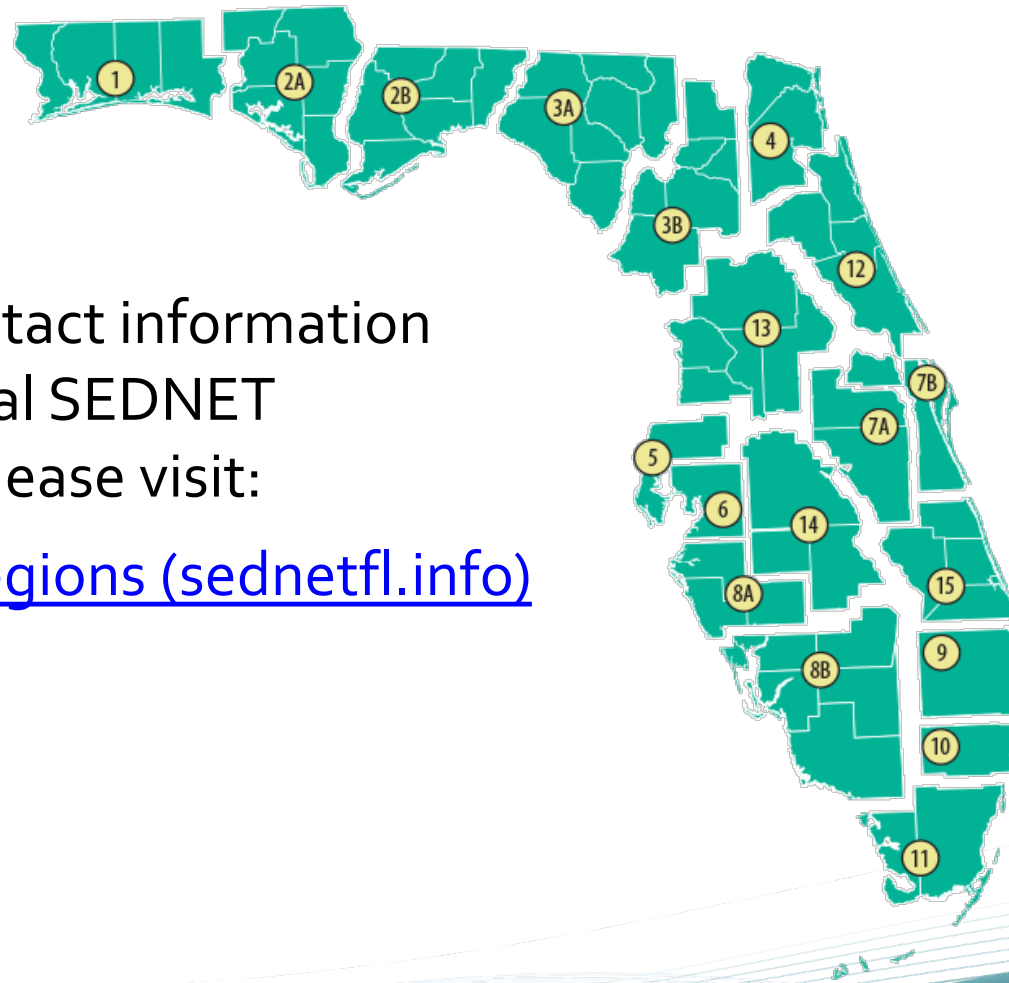 1
2A
2B
3A
4
3B
12
13
7B
7A
5
6
14
15
8A
9
8B
10
11
tact information
al SEDNET
lease visit:
gions (sednetfl.info)